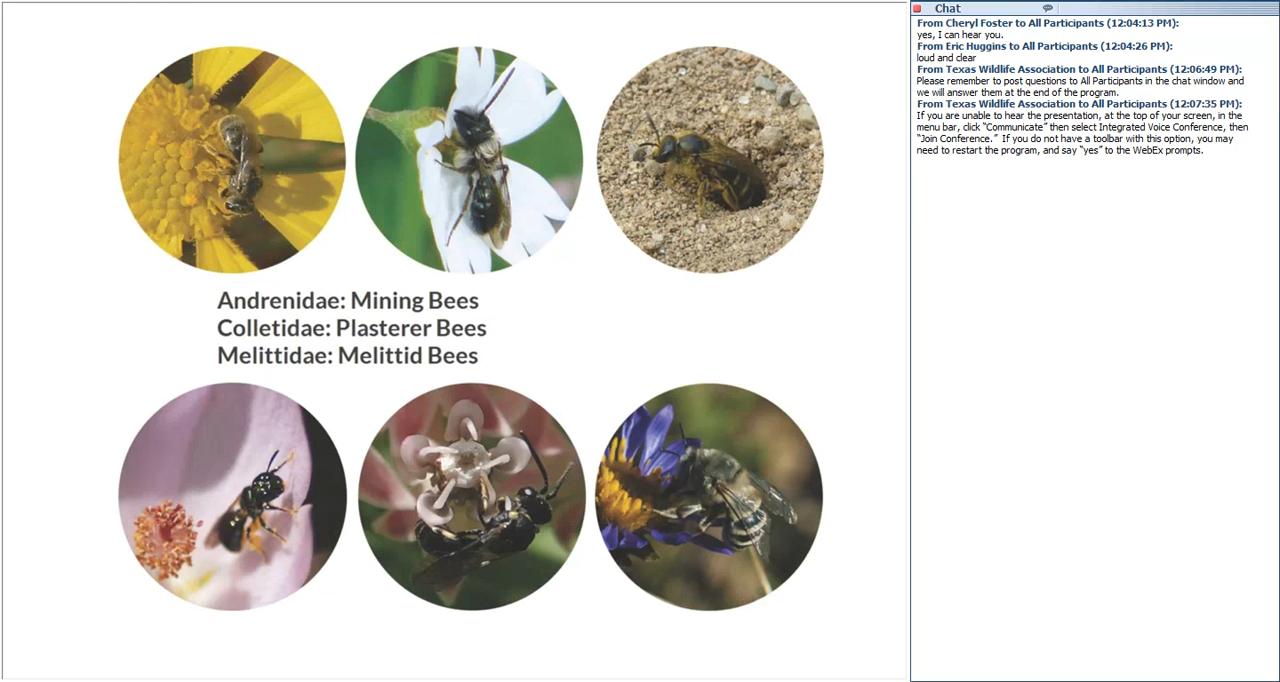 Andrenidae: Mining Bees
Colletidae: Plasterer Bees
Melittidae: Melittid Bees
Chat
From Cheryl Foster to All Participants (12:04:13 PM):
yes, I can hear you.
From Eric Huggins to All Participants (12:04:26 PM):
loud and clear
From Texas Wildlife Association to All Participants (12:06:49 PM):
Please remember to post questions to All Participants in the chat window and
we will answer them at the end of the program.
From Texas Wildlife Association to All Participants (12:07:35 PM):
If you are unable to hear the presentation, at the top of your screen, in the
menu bar, click “Communicate” then select Integrated Voice Conference, then
“Join Conference.”  If you do not have a toolbar with this option, you may
need to restart the program, and say “yes” to the WebEx prompts.